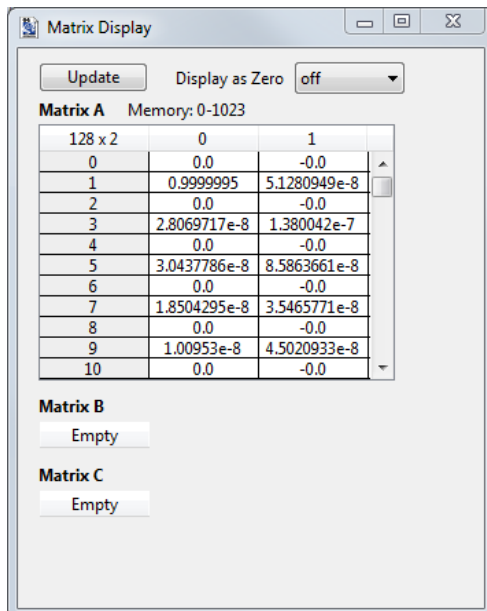 Matrix Display
Update Display as Zero off
Matrix A Memory: 0-1023
128 x 2 0 1
0 0.0 -0.0
1 0.9999995 5.1280949e-8
2 0.0 -0.0
3 2.8069717e-8 1.380042e-7
4 0.0 -0.0
5 3.0437786e-8 8.5863661e-8
6 0.0 -0.0
7 1.8504295e-8 3.5465771e-8
8 0.0 -0.0
9 1.00953e-8 4.5020933e-8
10 0.0 -0.0
Matrix B
Empty
Matrix C
Empty